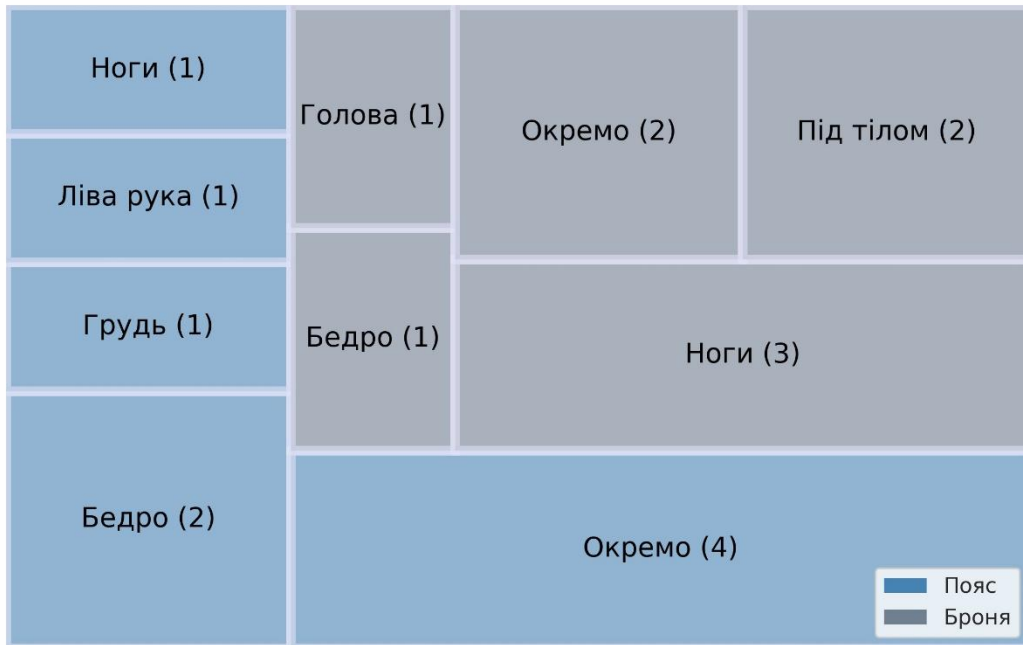 Ноги (1)
Ліва рука (1)
Грудь (1)
Бедро (2)
Голова (1)
Бедро (1)
Окремо (2)
Під тілом (2)
Ноги (3)
Окремо (4)
Пояс
Броня